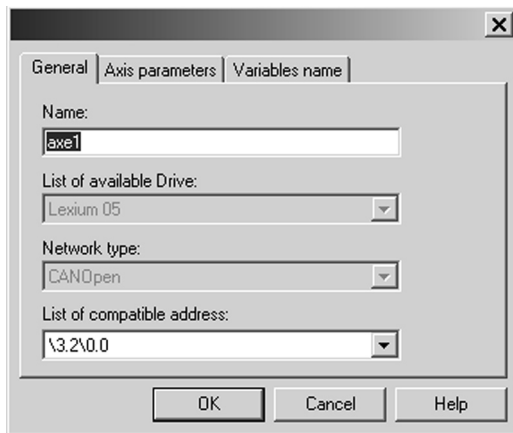 General Axis parameters Variables name
Name:
axe1
List of available Drive:
Lexium 05
Network type:
CANOpen
List of compatible address:
\3.2\0.0
OK Cancel Help